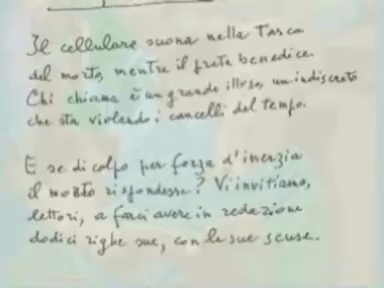 Il cellulare suona nella tasca
del morto, mentre il prete benedice.
Chi chiama è un grande illuso, un indiscreto
che sta violando i cancelli del tempo.
E se di colpo per forza d'inerzia
il morto rispondesse? Vi invitiamo,
lettori, a farci avere in redazione
dodici righe sue, con le sue scuse.